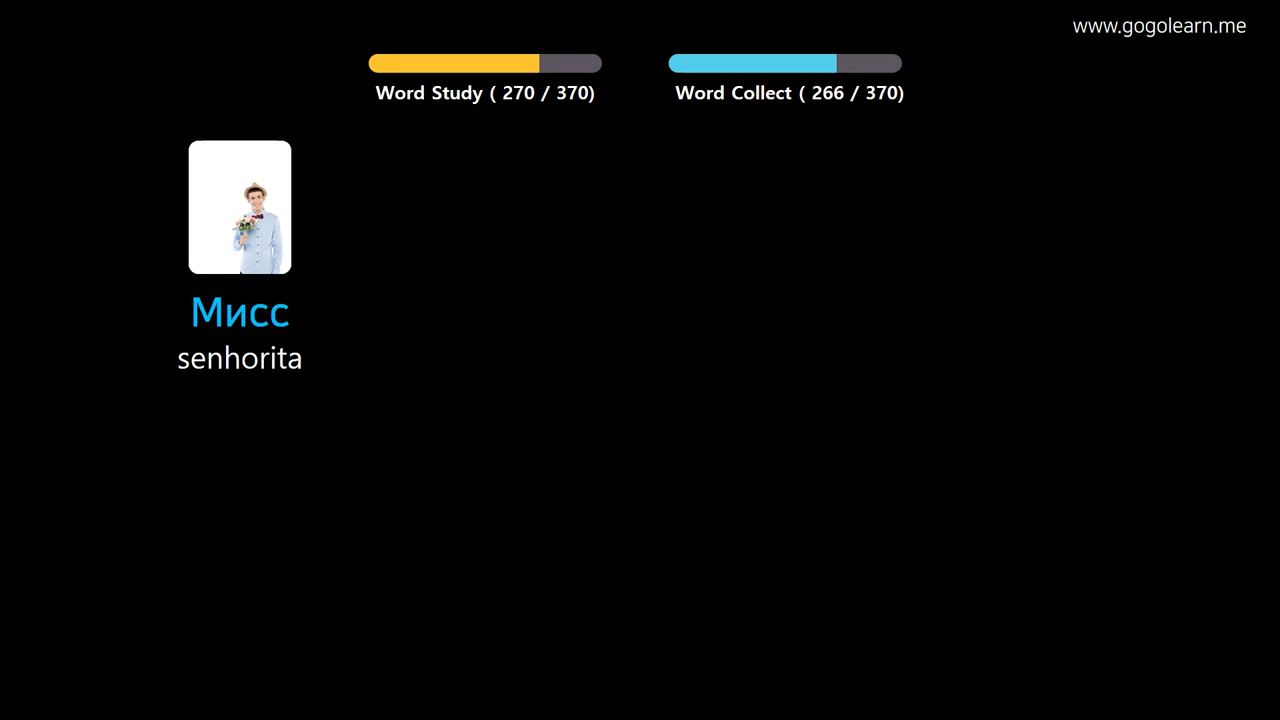 www.gogolearn.me
Word Study ( 270 / 370)
Word Collect ( 266 / 370)
Мисс
senhorita